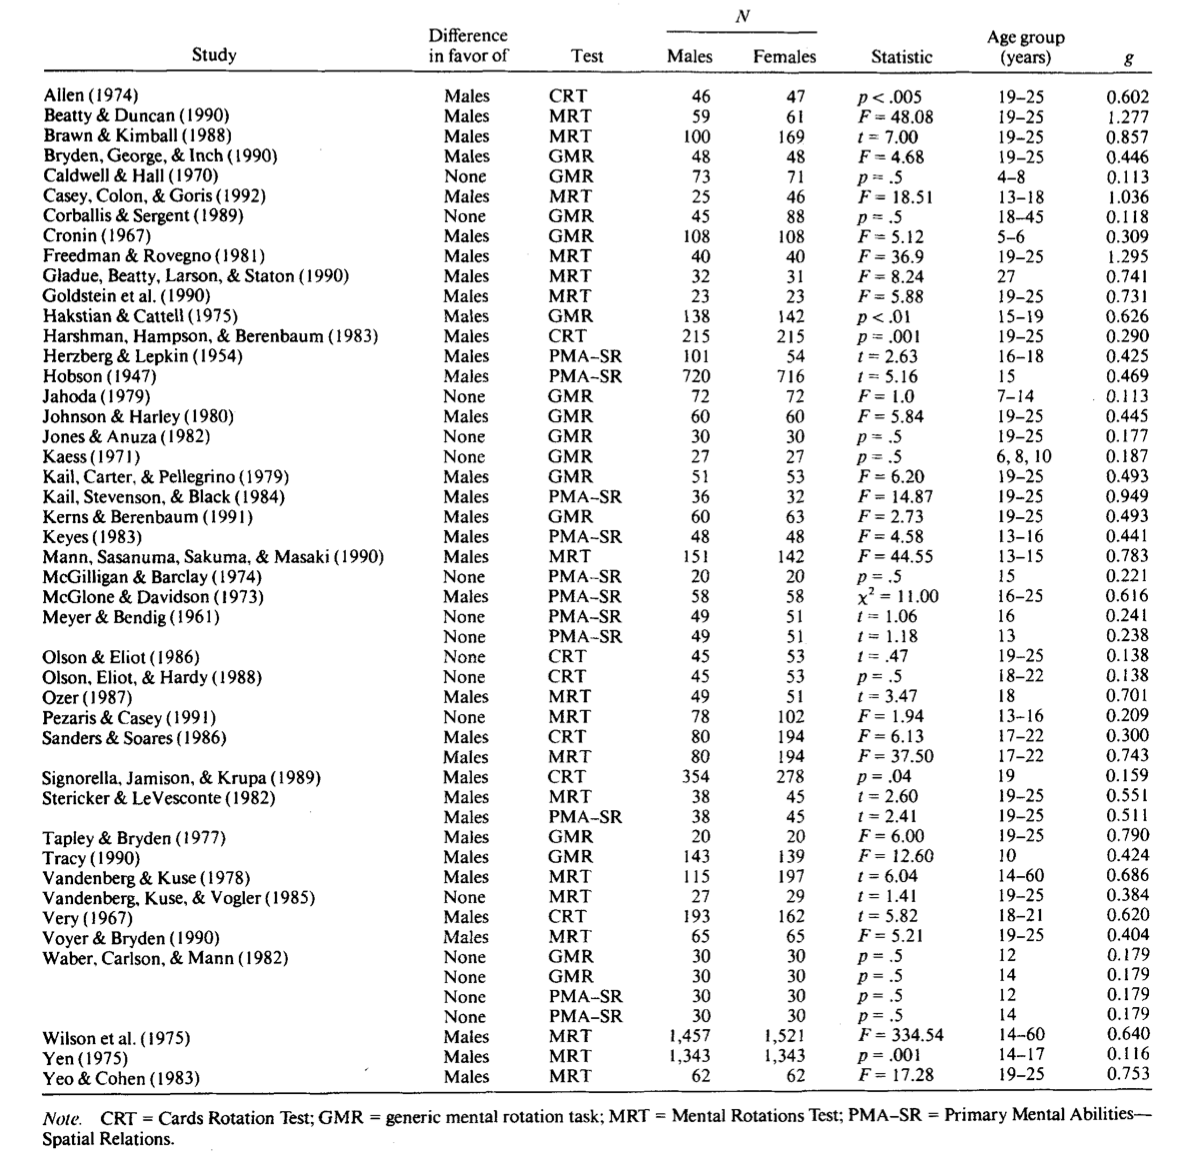 N
Difference Age group
Study in favor of Test Males Females Statistic (years) g
Allen (1974) Males CRT 46 47 p < .005 19–25 0.602
Beatty & Duncan (1990) Males MRT 59 61 F = 48.08 19–25 1.277
Brawn & Kimball (1988) Males MRT 100 169 t = 7.00 19–25 0.857
Bryden, George, & Inch (1990) Males GMR 48 48 F = 4.68 19–25 0.446
Caldwell & Hall (1970) None GMR 73 71 p = .5 4–8 0.113
Casey, Colon, & Goris (1992) Males MRT 25 46 F = 18.51 13–18 1.036
Corballis & Sergent (1989) None GMR 45 88 p = .5 18–45 0.118
Cronin (1967) Males GMR 108 108 F = 5.12 5–6 0.309
Freedman & Rovegno (1981) Males MRT 40 40 F = 36.9 19–25 1.295
Gladue, Beatty, Larson, & Staton (1990) Males MRT 32 31 F = 8.24 27 0.741
Goldstein et al. (1990) Males MRT 23 23 F = 5.88 19–25 0.731
Hakstian & Cattell (1975) Males GMR 138 142 p < .01 15–19 0.626
Harshman, Hampson, & Berenbaum (1983) Males CRT 215 215 p = .001 19–25 0.290
Herzberg & Lepkin (1954) Males PMA–SR 101 54 t = 2.63 16–18 0.425
Hobson (1947) Males PMA–SR 720 716 t = 5.16 15 0.469
Jahoda (1979) None GMR 72 72 F = 1.0 7–14 0.113
Johnson & Harley (1980) Males GMR 60 60 F = 5.84 19–25 0.445
Jones & Anuza (1982) None GMR 30 30 p = .5 19–25 0.177
Kaess (1971) None GMR 27 27 p = .5 6, 8, 10 0.187
Kail, Carter, & Pellegrino (1979) Males GMR 51 53 F = 6.20 19–25 0.493
Kail, Stevenson, & Black (1984) Males PMA–SR 36 32 F = 14.87 19–25 0.949
Kerns & Berenbaum (1991) Males GMR 60 63 F = 2.73 19–25 0.493
Keyes (1983) Males PMA–SR 48 48 F = 4.58 13–16 0.441
Mann, Sasanuma, Sakuma, & Masaki (1990) Males MRT 151 142 F = 44.55 13–15 0.783
McGilligan & Barclay (1974) None PMA–SR 20 20 p = .5 15 0.221
McGlone & Davidson (1973) Males PMA–SR 58 58 χ² = 11.00 16–25 0.616
Meyer & Bendig (1961) None PMA–SR 49 51 t = 1.06 16 0.241
None PMA–SR 49 51 t = 1.18 13 0.238
Olson & Eliot (1986) None CRT 45 53 t = .47 19–25 0.138
Olson, Eliot, & Hardy (1988) None CRT 45 53 p = .5 18–22 0.138
Ozer (1987) Males MRT 49 51 t = 3.47 18 0.701
Pezaris & Casey (1991) None MRT 78 102 F = 1.94 13–16 0.209
Sanders & Soares (1986) Males CRT 80 194 F = 6.13 17–22 0.300
Males MRT 80 194 F = 37.50 17–22 0.743
Signorella, Jamison, & Krupa (1989) Males CRT 354 278 p = .04 19 0.159
Stericker & LeVesconte (1982) Males MRT 38 45 t = 2.60 19–25 0.551
Males PMA–SR 38 45 t = 2.41 19–25 0.511
Tapley & Bryden (1977) Males GMR 20 20 F = 6.00 19–25 0.790
Tracy (1990) Males GMR 143 139 F = 12.60 10 0.424
Vandenberg & Kuse (1978) Males MRT 115 197 t = 6.04 14–60 0.686
Vandenberg, Kuse, & Vogler (1985) None MRT 27 29 t = 1.41 19–25 0.384
Very (1967) Males CRT 193 162 t = 5.82 18–21 0.620
Voyer & Bryden (1990) Males MRT 65 65 F = 5.21 19–25 0.404
Waber, Carlson, & Mann (1982) None GMR 30 30 p = .5 12 0.179
None GMR 30 30 p = .5 14 0.179
None PMA–SR 30 30 p = .5 12 0.179
None PMA–SR 30 30 p = .5 14 0.179
Wilson et al. (1975) Males MRT 1,457 1,521 F = 334.54 14–60 0.640
Yen (1975) Males MRT 1,343 1,343 p = .001 14–17 0.116
Yeo & Cohen (1983) Males MRT 62 62 F = 17.28 19–25 0.753
Note. CRT = Cards Rotation Test; GMR = generic mental rotation task; MRT = Mental Rotations Test; PMA–SR = Primary Mental Abilities—
Spatial Relations.